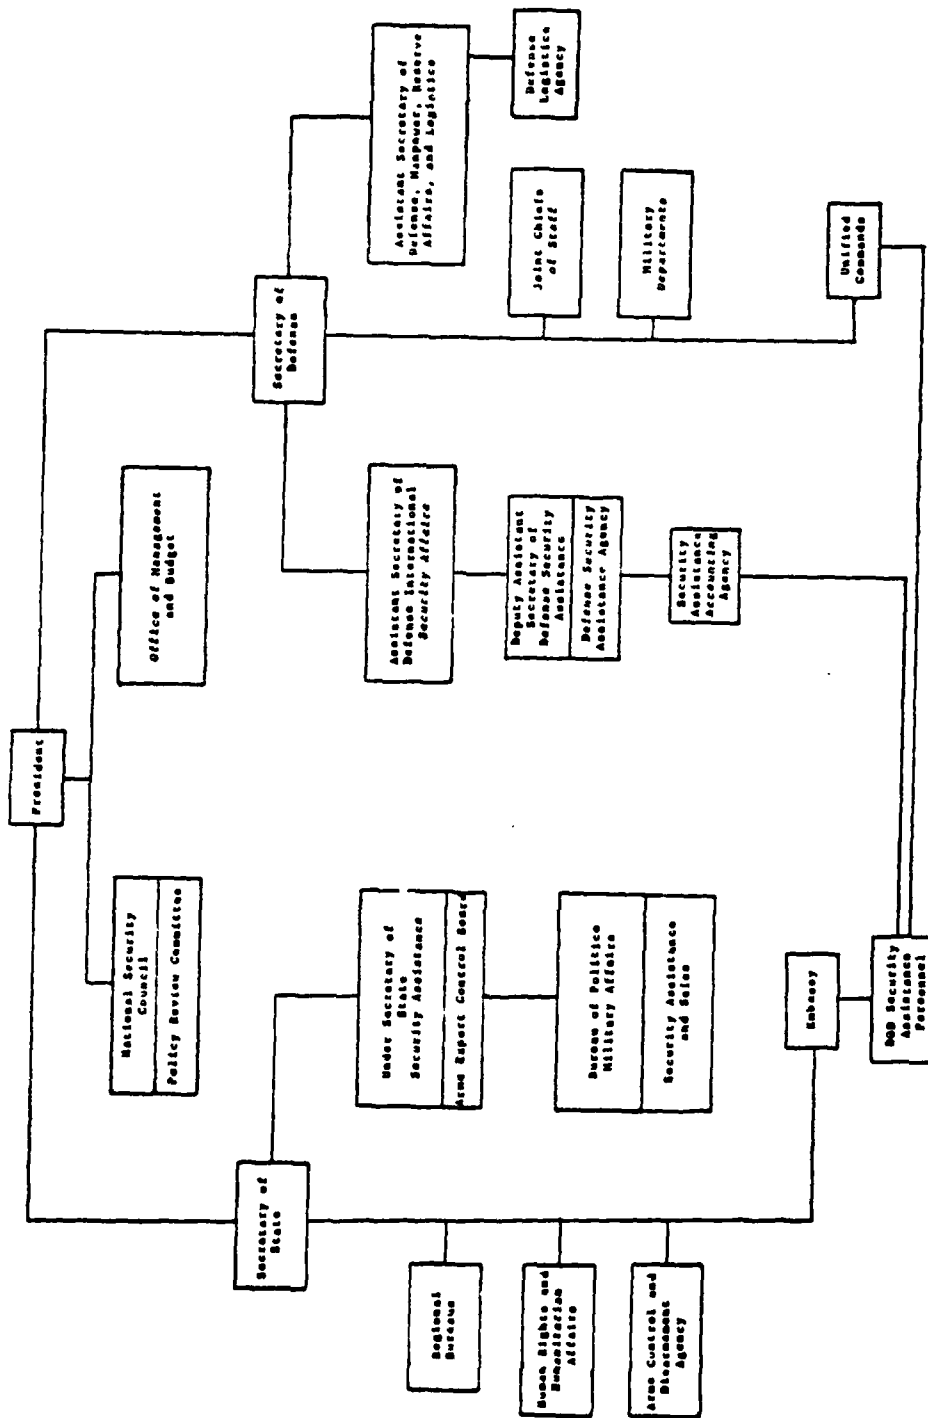 President
National Security
Council
Policy Review Committee
Office of Management
and Budget
Secretary of
State
Secretary of
Defense
Under Secretary of
State
Security Assistance
Arms Export Control Board
Assistant Secretary of
Defense International
Security Affairs
Assistant Secretary of
Defense, Manpower, Reserve
Affairs, and Logistics
Regional
Bureaus
Human Rights and
Humanitarian
Affairs
Arms Control and
Disarmament
Agency
Bureau of Politico
Military Affairs
Security Assistance
and Sales
Deputy Assistant
Secretary of
Defense Security
Assistance
Defense Security
Assistance Agency
Security
Assistance
Accounting
Agency
Joint Chiefs
of Staff
Military
Departments
Defense
Logistics
Agency
Embassy
Unified
Commands
DOD Security
Assistance
Personnel